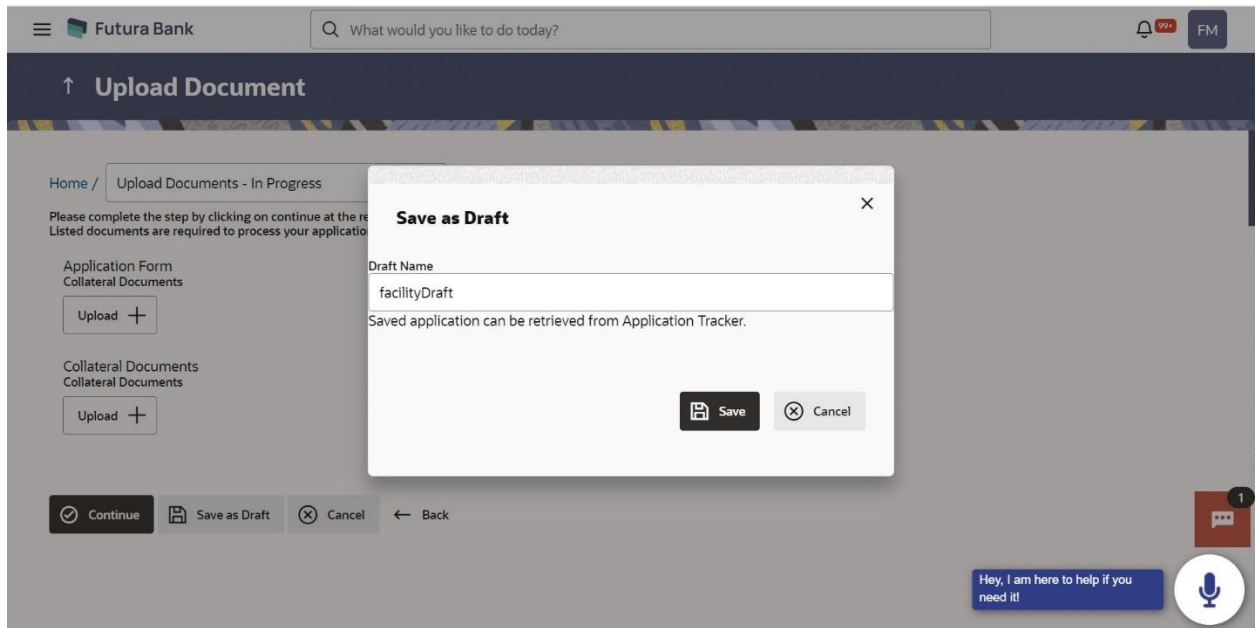 Futura Bank
What would you like to do today?
99+
FM
Upload Document
Home / Upload Documents - In Progress
Please complete the step by clicking on continue at the re
Listed documents are required to process your applicatio
Application Form
Collateral Documents
Upload
Collateral Documents
Collateral Documents
Upload
Save as Draft
Draft Name
facilityDraft
Saved application can be retrieved from Application Tracker.
Save Cancel
Continue Save as Draft Cancel Back
1
Hey, I am here to help if you
need it!